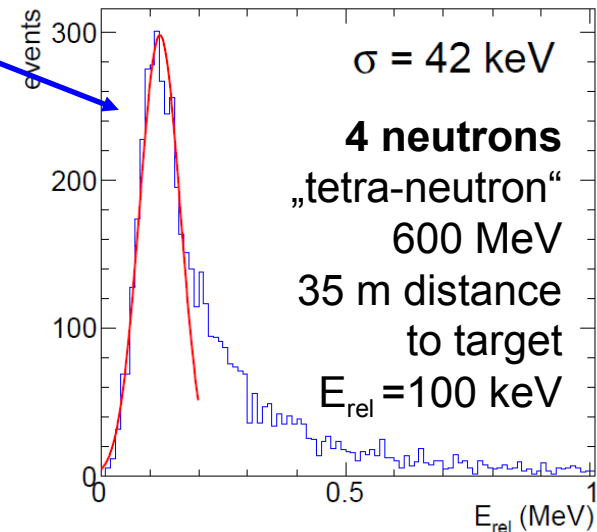 events
300
200
100
0
σ = 42 keV
4 neutrons
„tetra-neutron“
600 MeV
35 m distance
to target
E_rel =100 keV
0 0.5 1
E_rel (MeV)